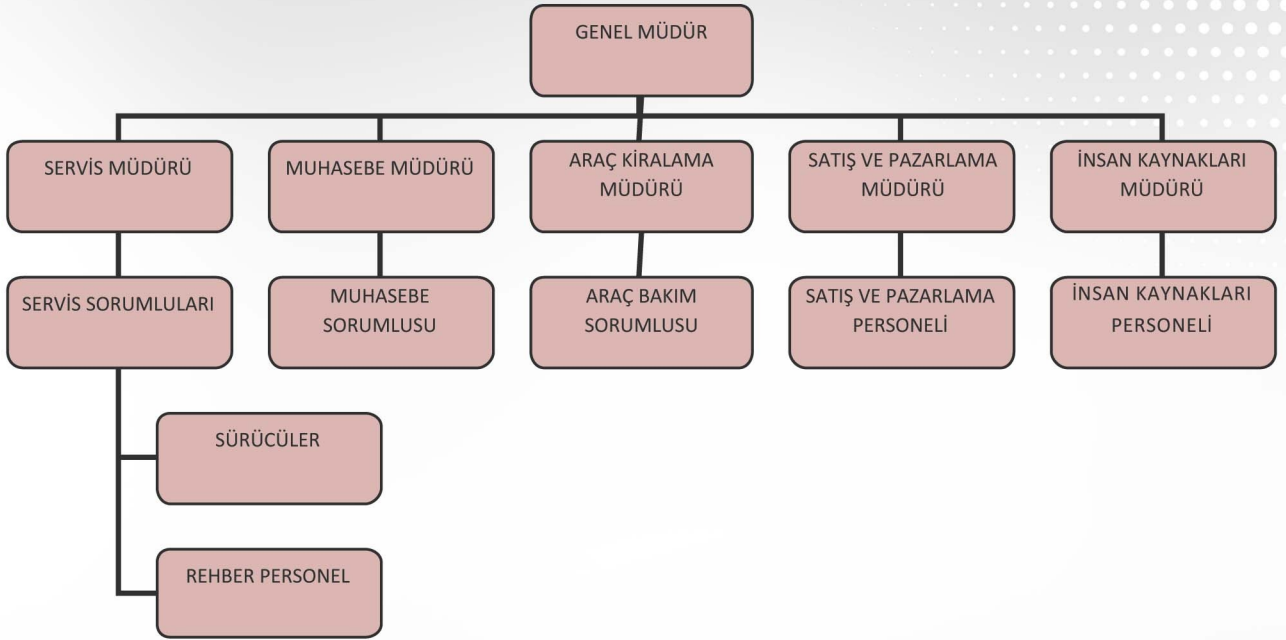 GENEL MÜDÜR
SERVİS MÜDÜRÜ
MUHASEBE MÜDÜRÜ
ARAÇ KİRALAMA
MÜDÜRÜ
SATIŞ VE PAZARLAMA
MÜDÜRÜ
İNSAN KAYNAKLARI
MÜDÜRÜ
SERVİS SORUMLULARI
MUHASEBE
SORUMLUSU
ARAÇ BAKIM
SORUMLUSU
SATIŞ VE PAZARLAMA
PERSONELİ
İNSAN KAYNAKLARI
PERSONELİ
SÜRÜCÜLER
REHBER PERSONEL